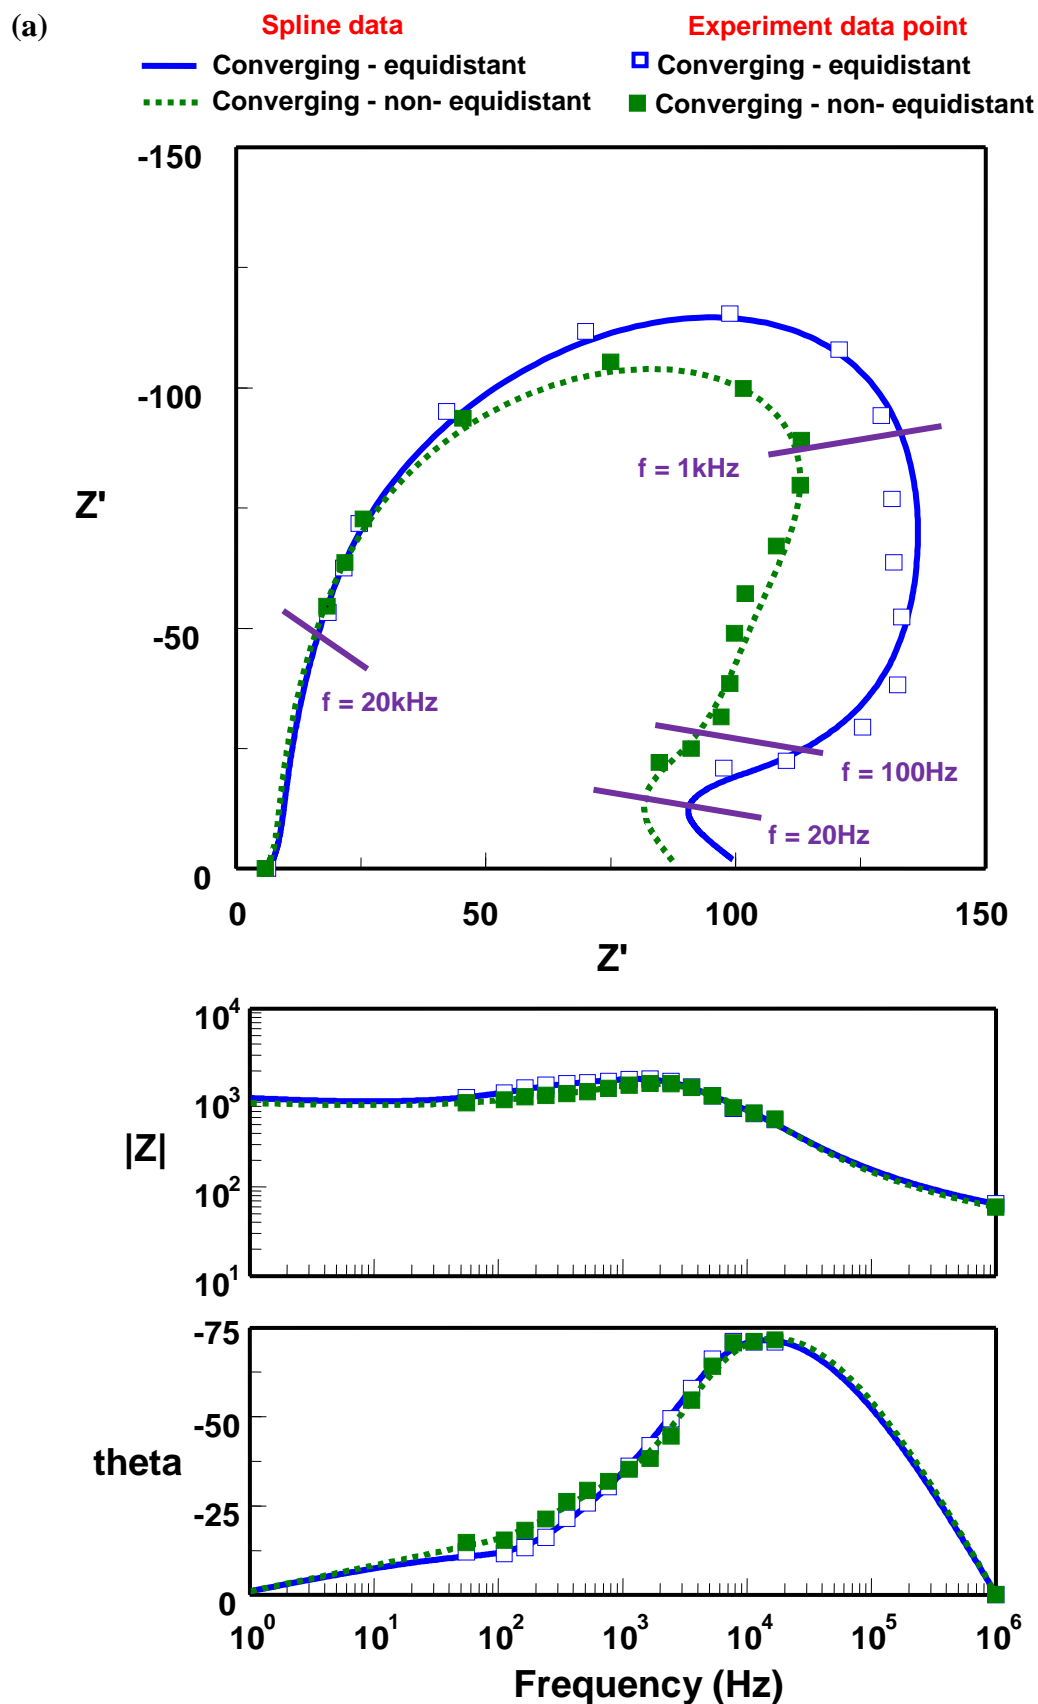 (a)
Spline data Experiment data point
Converging - equidistant Converging - equidistant
Converging - non- equidistant Converging - non- equidistant
-150
-100
f = 1kHz
Z'
-50
f = 20kHz
f = 100Hz
f = 20Hz
0
0 50 100 150
Z'
10^4
10^3
|Z|
10^2
10^1
-75
-50
theta
-25
0
10^0 10^1 10^2 10^3 10^4 10^5 10^6
Frequency (Hz)